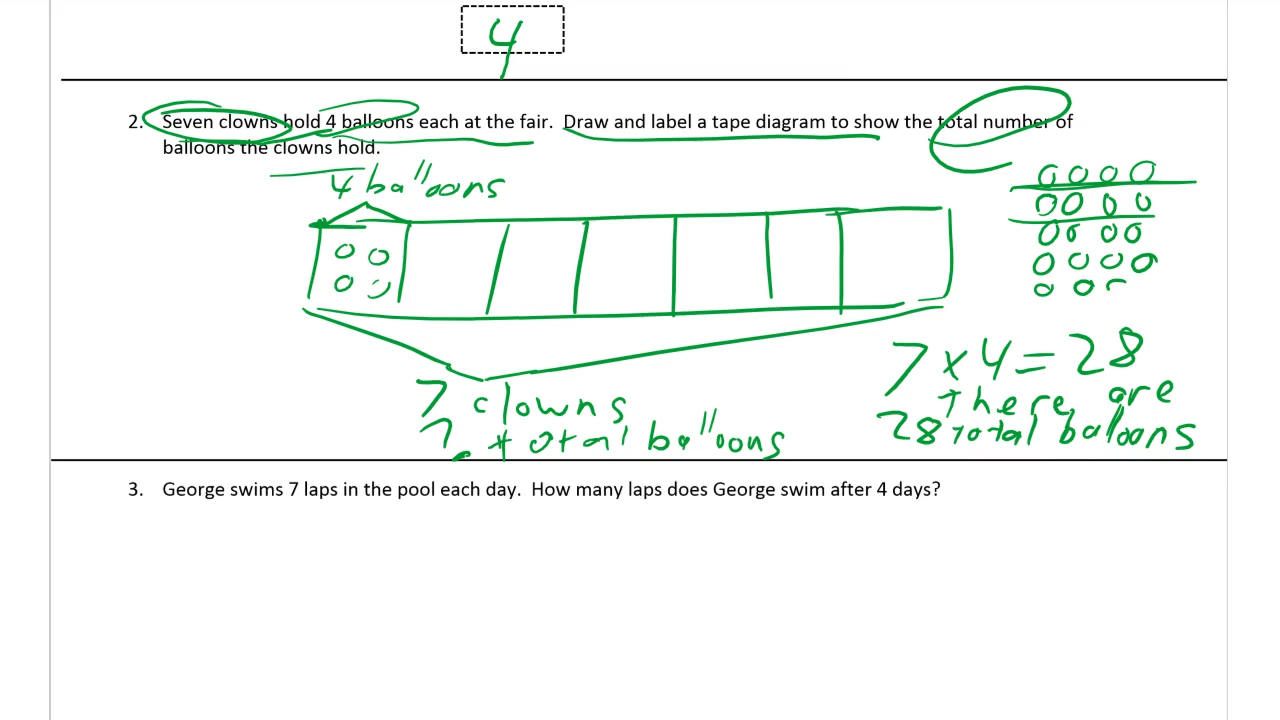 4
2. Seven clowns hold 4 balloons each at the fair. Draw and label a tape diagram to show the total number of
balloons the clowns hold.
4 balloons
7 clowns
? total balloons
7 x 4 = 28
there are
28 total baloons
3. George swims 7 laps in the pool each day. How many laps does George swim after 4 days?